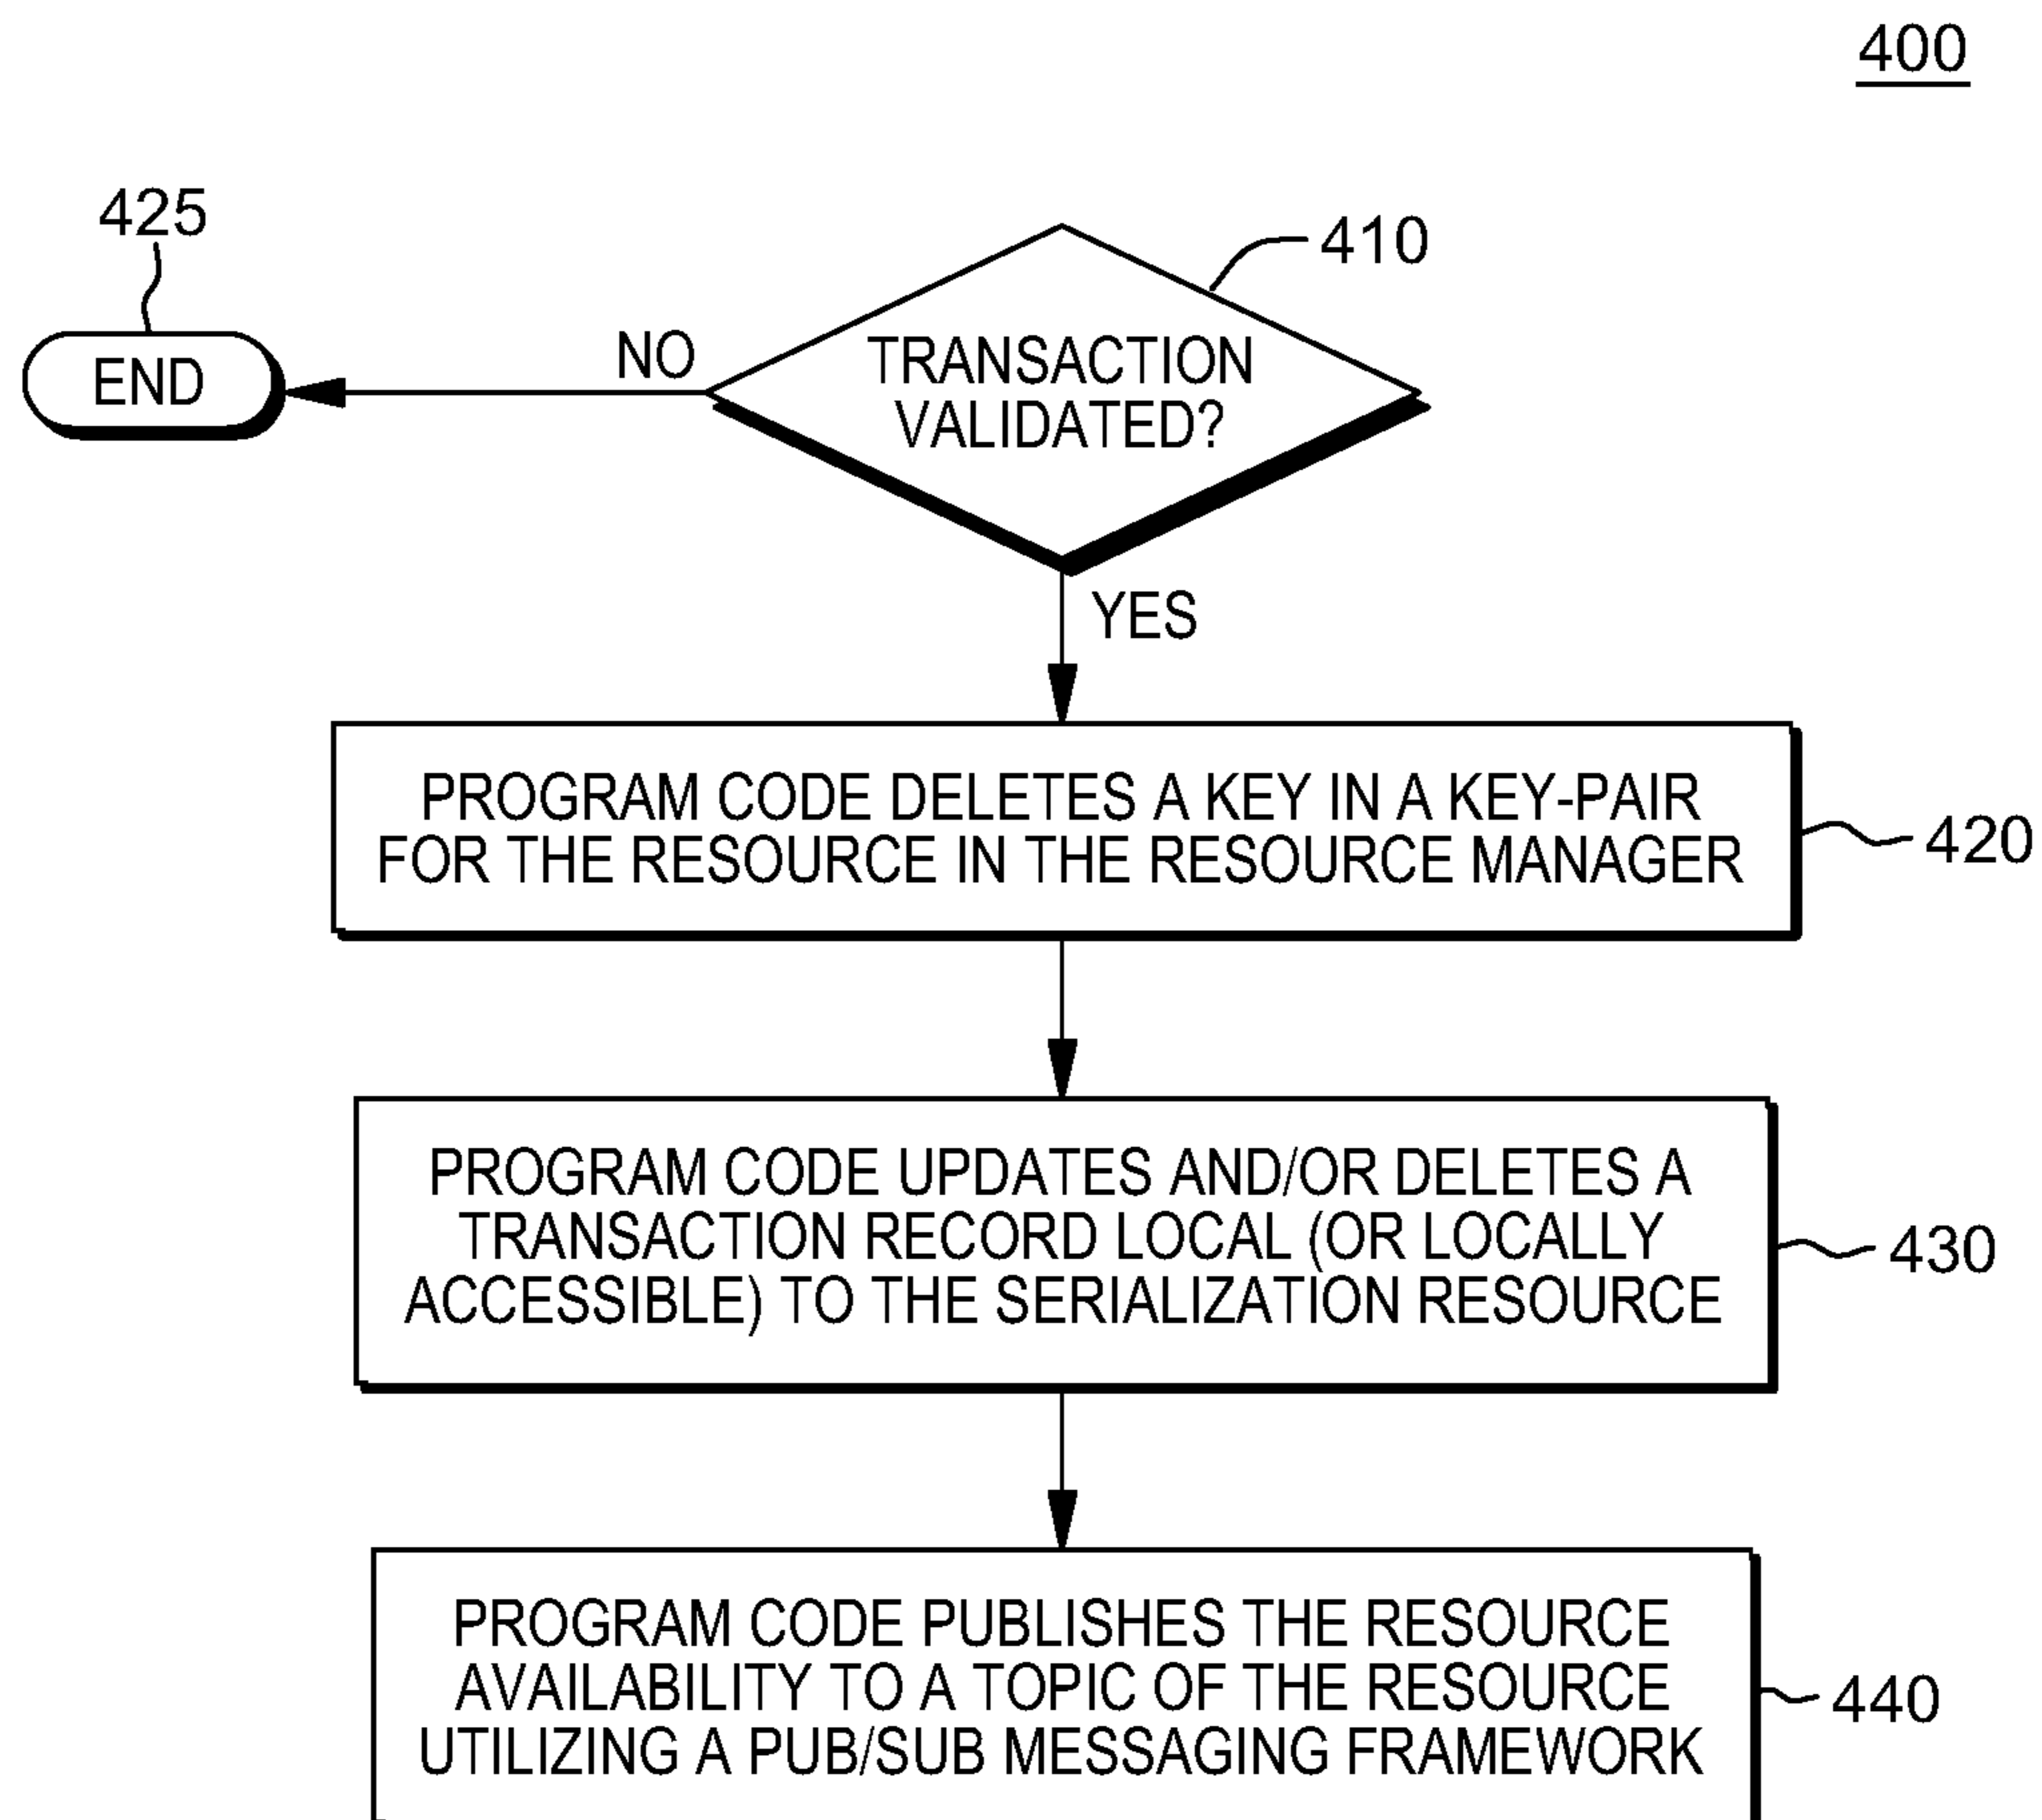 400
425
410
END
NO
TRANSACTION
VALIDATED?
YES
PROGRAM CODE DELETES A KEY IN A KEY-PAIR
FOR THE RESOURCE IN THE RESOURCE MANAGER
420
PROGRAM CODE UPDATES AND/OR DELETES A
TRANSACTION RECORD LOCAL (OR LOCALLY
ACCESSIBLE) TO THE SERIALIZATION RESOURCE
430
PROGRAM CODE PUBLISHES THE RESOURCE
AVAILABILITY TO A TOPIC OF THE RESOURCE
UTILIZING A PUB/SUB MESSAGING FRAMEWORK
440